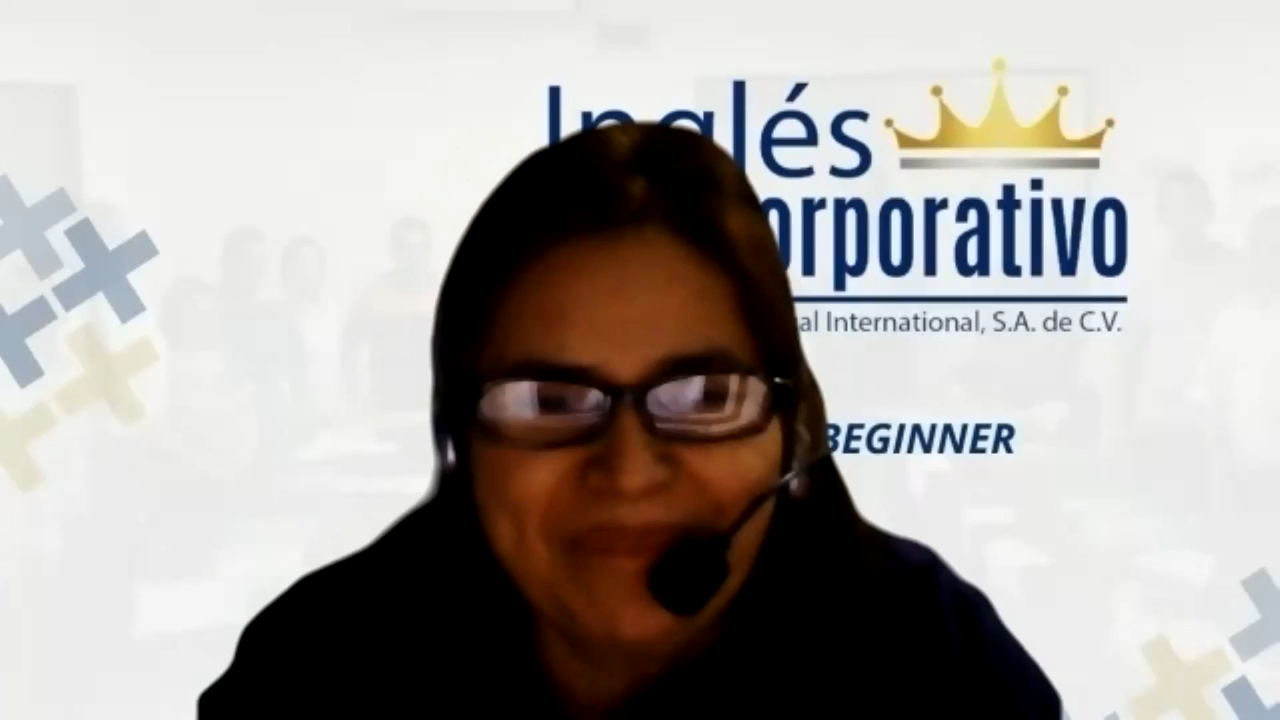 Inglés
orporativo
al International, S.A. de C.V.
BEGINNER